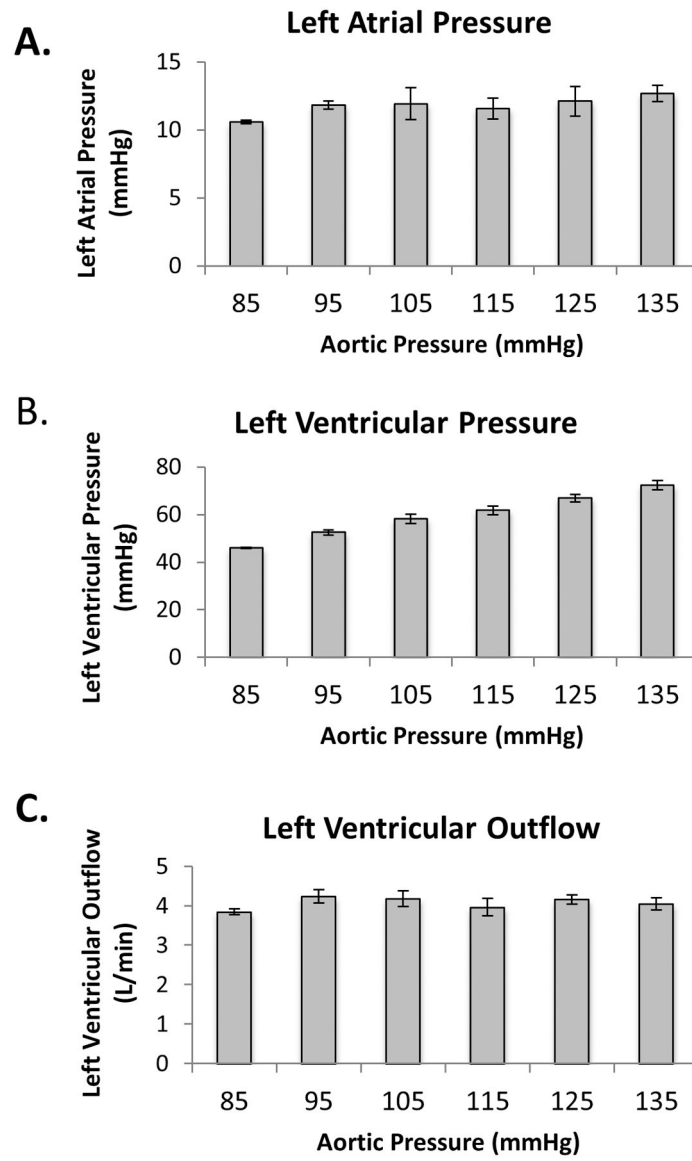 A.
Left Atrial Pressure
Left Atrial Pressure
(mmHg)
15
10
5
0
85 95 105 115 125 135
Aortic Pressure (mmHg)
B.
Left Ventricular Pressure
Left Ventricular Pressure
(mmHg)
80
60
40
20
0
85 95 105 115 125 135
Aortic Pressure (mmHg)
C.
Left Ventricular Outflow
Left Ventricular Outflow
(L/min)
5
4
3
2
1
0
85 95 105 115 125 135
Aortic Pressure (mmHg)